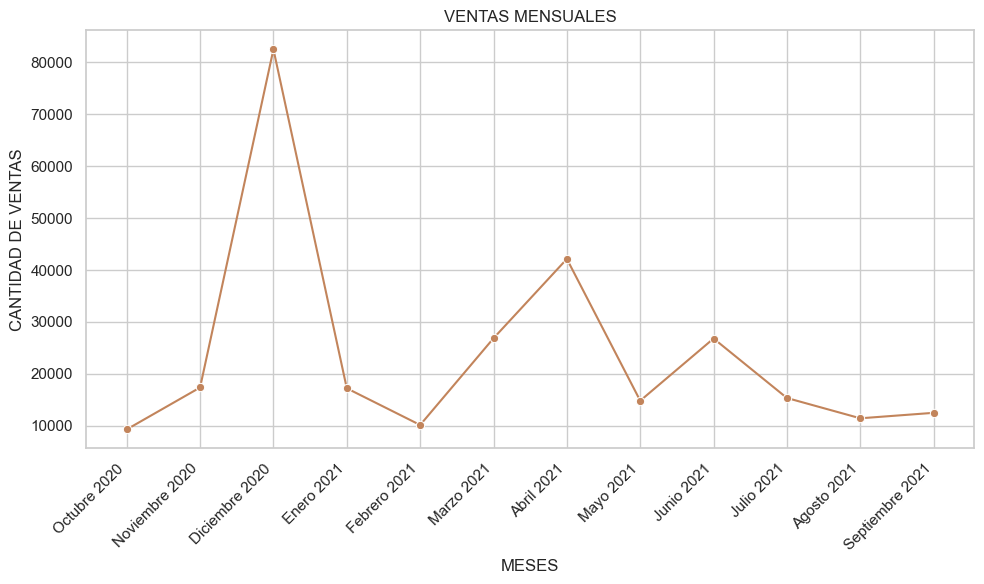 VENTAS MENSUALES
CANTIDAD DE VENTAS
80000
70000
60000
50000
40000
30000
20000
10000
Octubre 2020
Noviembre 2020
Diciembre 2020
Enero 2021
Febrero 2021
Marzo 2021
Abril 2021
Mayo 2021
Junio 2021
Julio 2021
Agosto 2021
Septiembre 2021
MESES